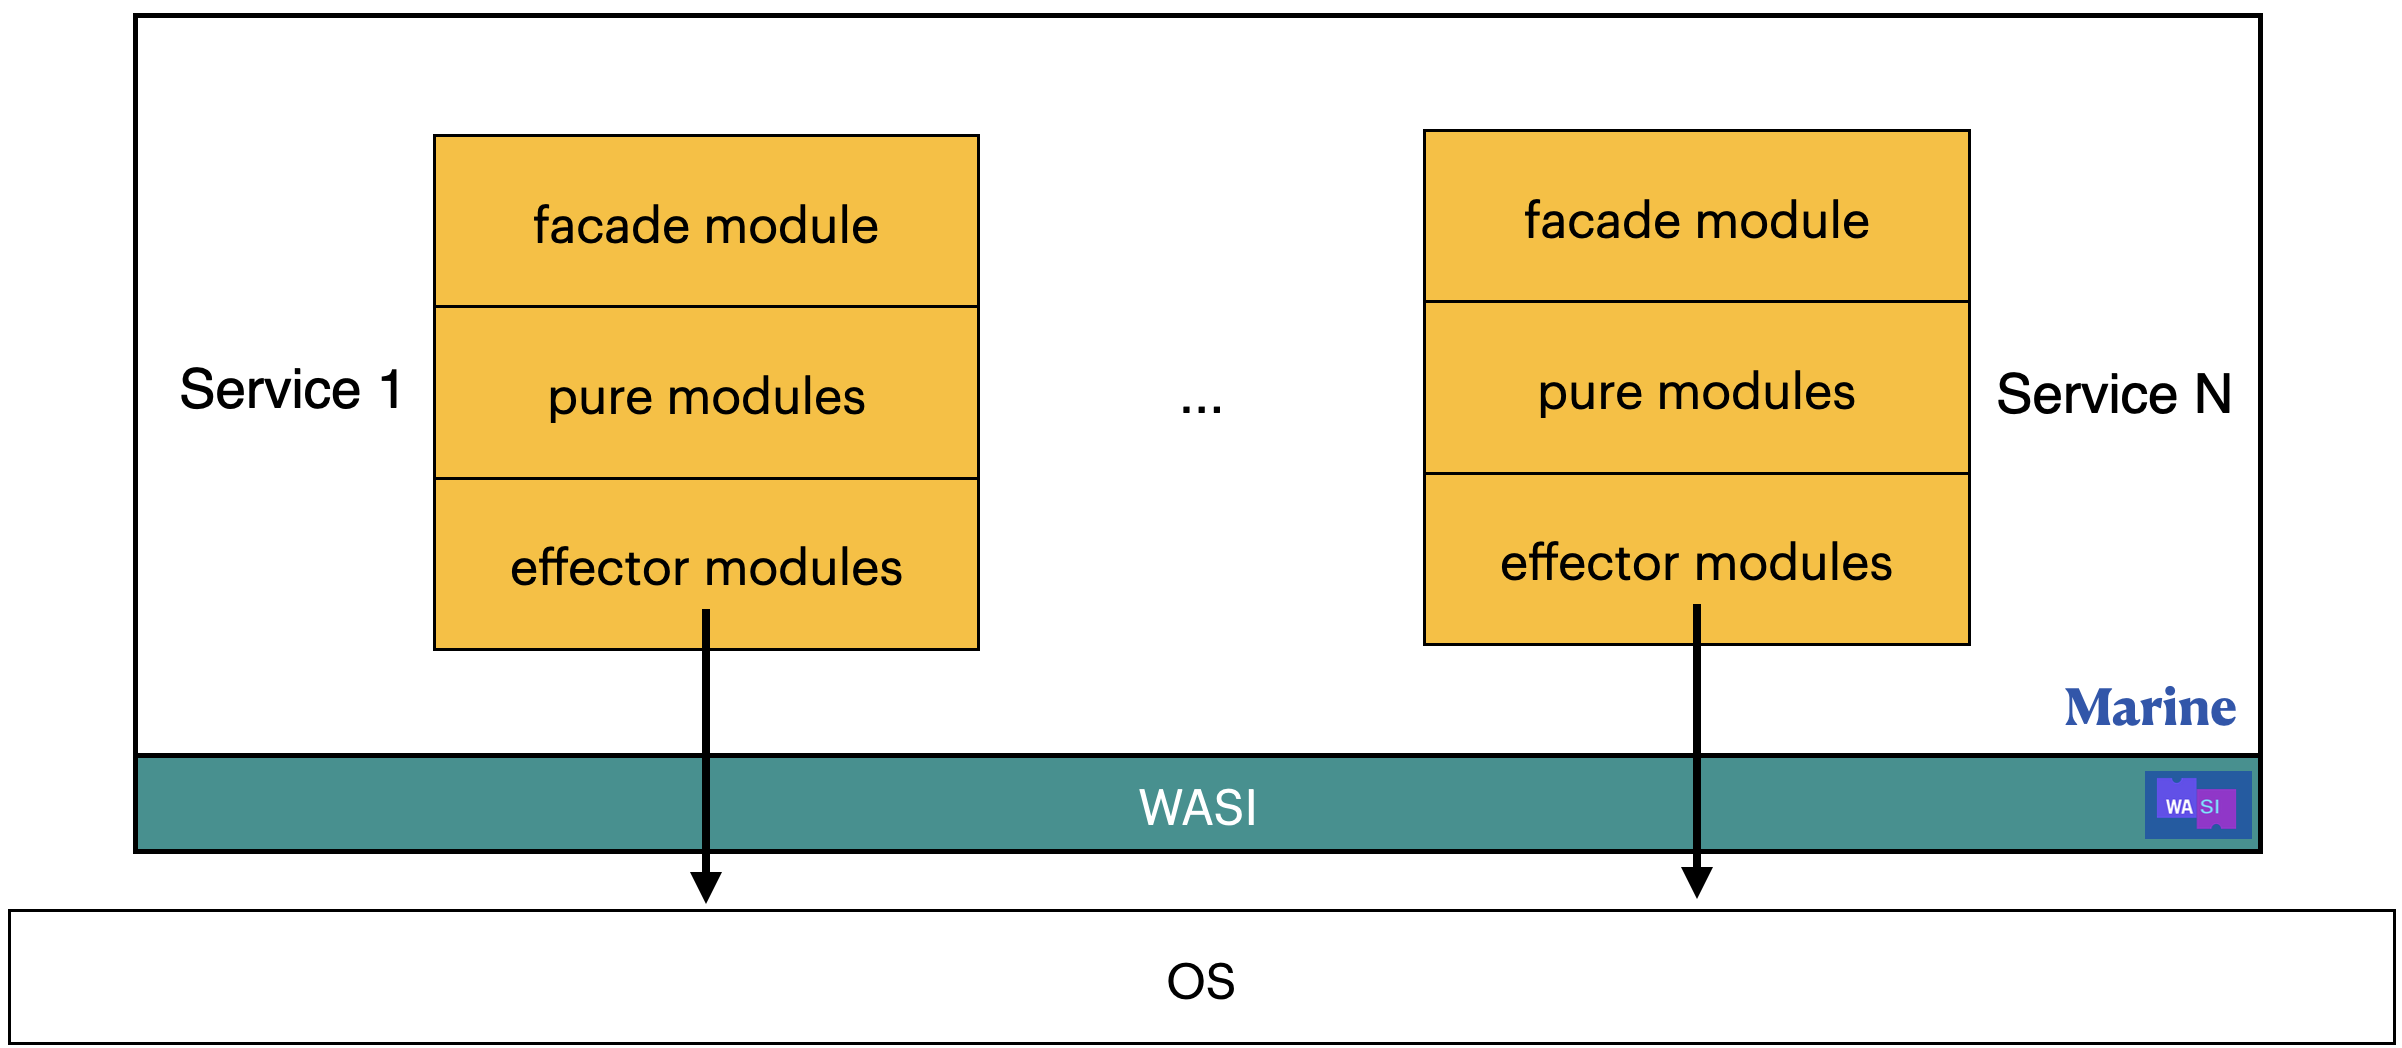 facade module
facade module
Service 1
pure modules
...
pure modules
Service N
effector modules
effector modules
Marine
WASI
WA SI
OS